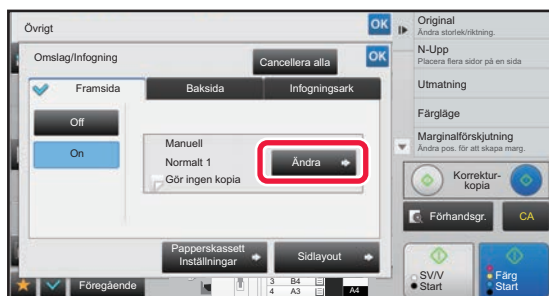 Övrigt
OK
Omslag/Infogning
Cancellera alla
OK
Framsida
Baksida
Infogningsark
Off
On
Manuell
Normalt 1
Gör ingen kopia
Ändra
Papperskassett
Inställningar
Sidlayout
Föregående
3 B4
4 A3
A4
Original
Ändra storlek/riktning.
N-Upp
Placera flera sidor på en sida
Utmatning
Färgläge
Marginalförskjutning
Ändra pos. för att skapa marg.
Korrektur-
kopia
Förhandsgr.
CA
SV/V
Start
Färg
Start